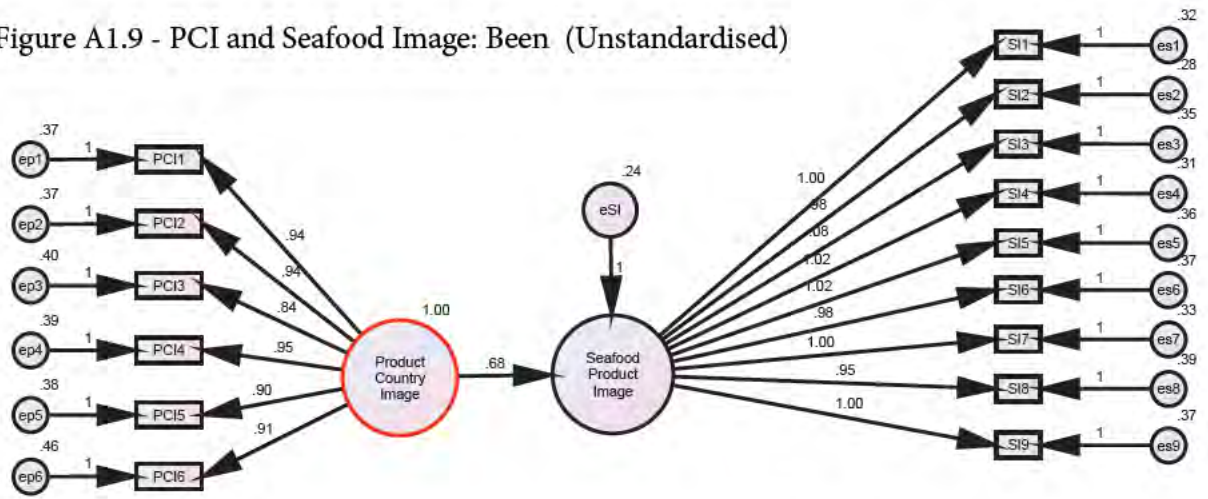 Figure A1.9 - PCI and Seafood Image: Been (Unstandardised)
.37
ep1
1
PCI1
.37
ep2
1
PCI2
.40
ep3
1
PCI3
.39
ep4
1
PCI4
.38
ep5
1
PCI5
.46
ep6
1
PCI6
.94
.94
.84
.95
.90
.91
1.00
Product
Country
Image
.68
.24
eSI
1
Seafood
Product
Image
1.00
.98
.08
1.02
1.02
.98
1.00
.95
1.00
SI1
1
.32
es1
SI2
1
.28
es2
SI3
1
.35
es3
SI4
1
.31
es4
SI5
1
.36
es5
SI6
1
.37
es6
SI7
1
.33
es7
SI8
1
.39
es8
SI9
1
.37
es9